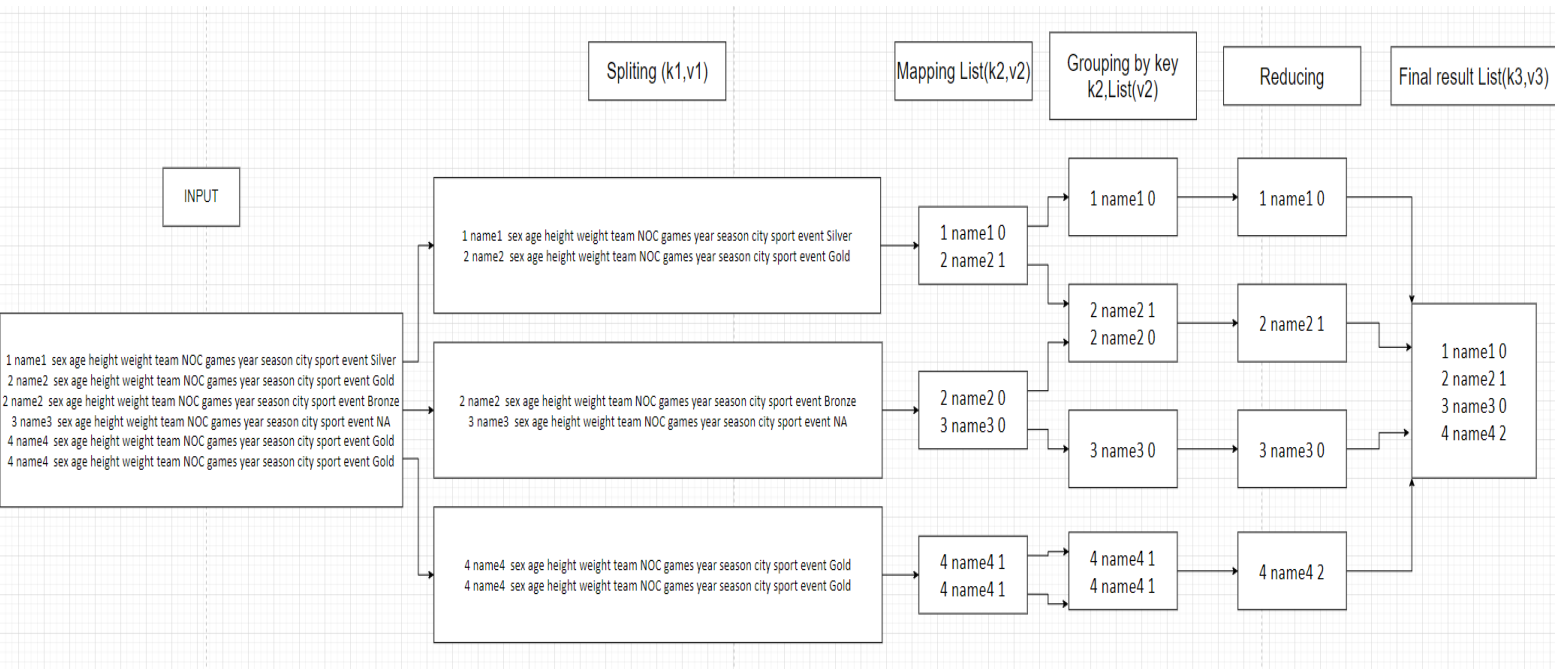 Spliting (k1,v1)
Mapping List(k2,v2)
Grouping by key
k2,List(v2)
Reducing
Final result List(k3,v3)
INPUT
1 name1 sex age height weight team NOC games year season city sport event Silver
2 name2 sex age height weight team NOC games year season city sport event Gold
2 name2 sex age height weight team NOC games year season city sport event Bronze
3 name3 sex age height weight team NOC games year season city sport event NA
4 name4 sex age height weight team NOC games year season city sport event Gold
4 name4 sex age height weight team NOC games year season city sport event Gold
1 name1 sex age height weight team NOC games year season city sport event Silver
2 name2 sex age height weight team NOC games year season city sport event Gold
2 name2 sex age height weight team NOC games year season city sport event Bronze
3 name3 sex age height weight team NOC games year season city sport event NA
4 name4 sex age height weight team NOC games year season city sport event Gold
4 name4 sex age height weight team NOC games year season city sport event Gold
1 name1 0
2 name2 1
2 name2 0
3 name3 0
4 name4 1
4 name4 1
1 name1 0
2 name2 1
2 name2 0
3 name3 0
4 name4 1
4 name4 1
1 name1 0
2 name2 1
3 name3 0
4 name4 2
1 name1 0
2 name2 1
3 name3 0
4 name4 2